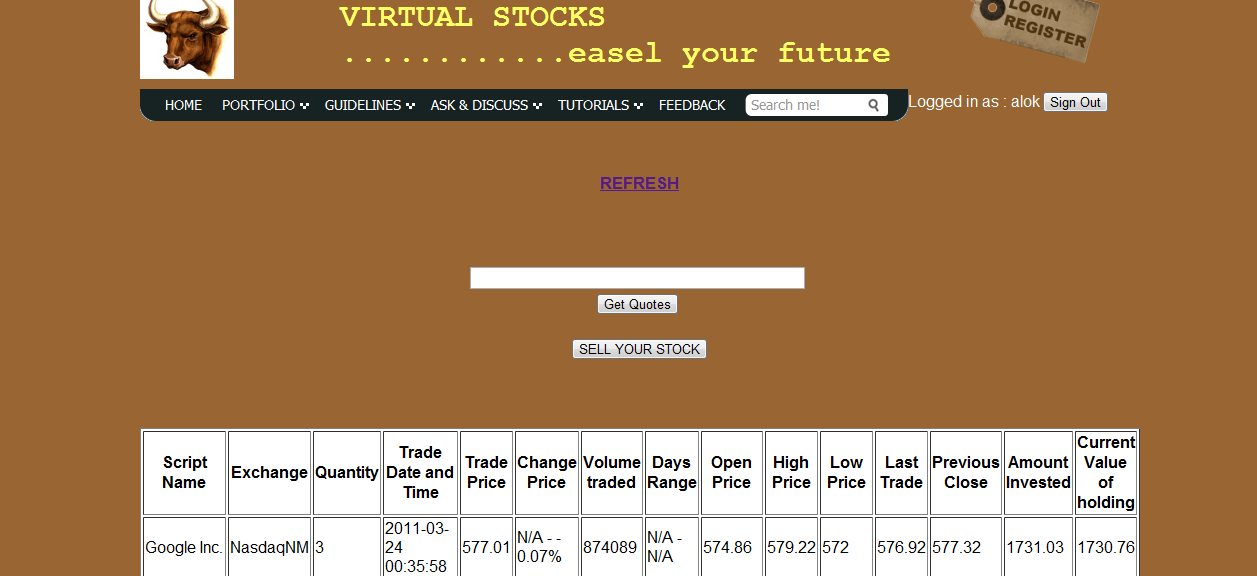 VIRTUAL STOCKS
............easel your future
LOGIN
REGISTER
HOME PORTFOLIO GUIDELINES ASK & DISCUSS TUTORIALS FEEDBACK Search me! Logged in as : alok Sign Out
REFRESH
Get Quotes
SELL YOUR STOCK
Script Name Exchange Quantity Trade Date and Time Trade Price Change Price Volume traded Days Range Open Price High Price Low Price Last Trade Previous Close Amount Invested Current Value of holding
Google Inc. NasdaqNM 3 2011-03-24 00:35:58 577.01 N/A - -0.07% 874089 N/A - N/A 574.86 579.22 572 576.92 577.32 1731.03 1730.76